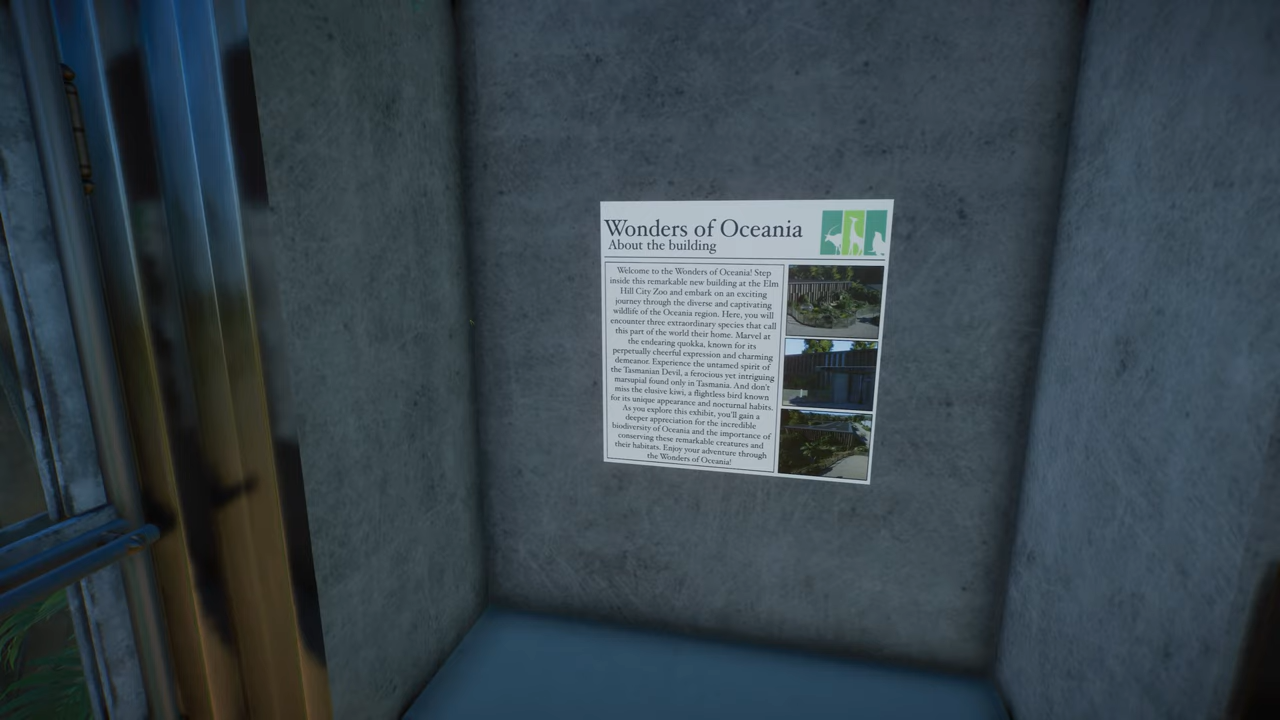 Wonders of Oceania
About the building
Welcome to the Wonders of Oceania! Step
inside this remarkable new building at the Elm
Hill City Zoo and embark on an exciting
journey through the diverse and captivating
wildlife of the Oceania region. Here, you will
encounter three extraordinary species that call
this part of the world their home. Marvel at
the endearing quokka, known for its
perpetually cheerful expression and charming
demeanor. Experience the untamed spirit of
the Tasmanian Devil, a ferocious yet intriguing
marsupial found only in Tasmania. And don't
miss the elusive kiwi, a flightless bird known
for its unique appearance and nocturnal habits.
As you explore this exhibit, you'll gain a
deeper appreciation for the incredible
biodiversity of Oceania and the importance of
conserving these remarkable creatures and
their habitats. Enjoy your adventure through
the Wonders of Oceania!